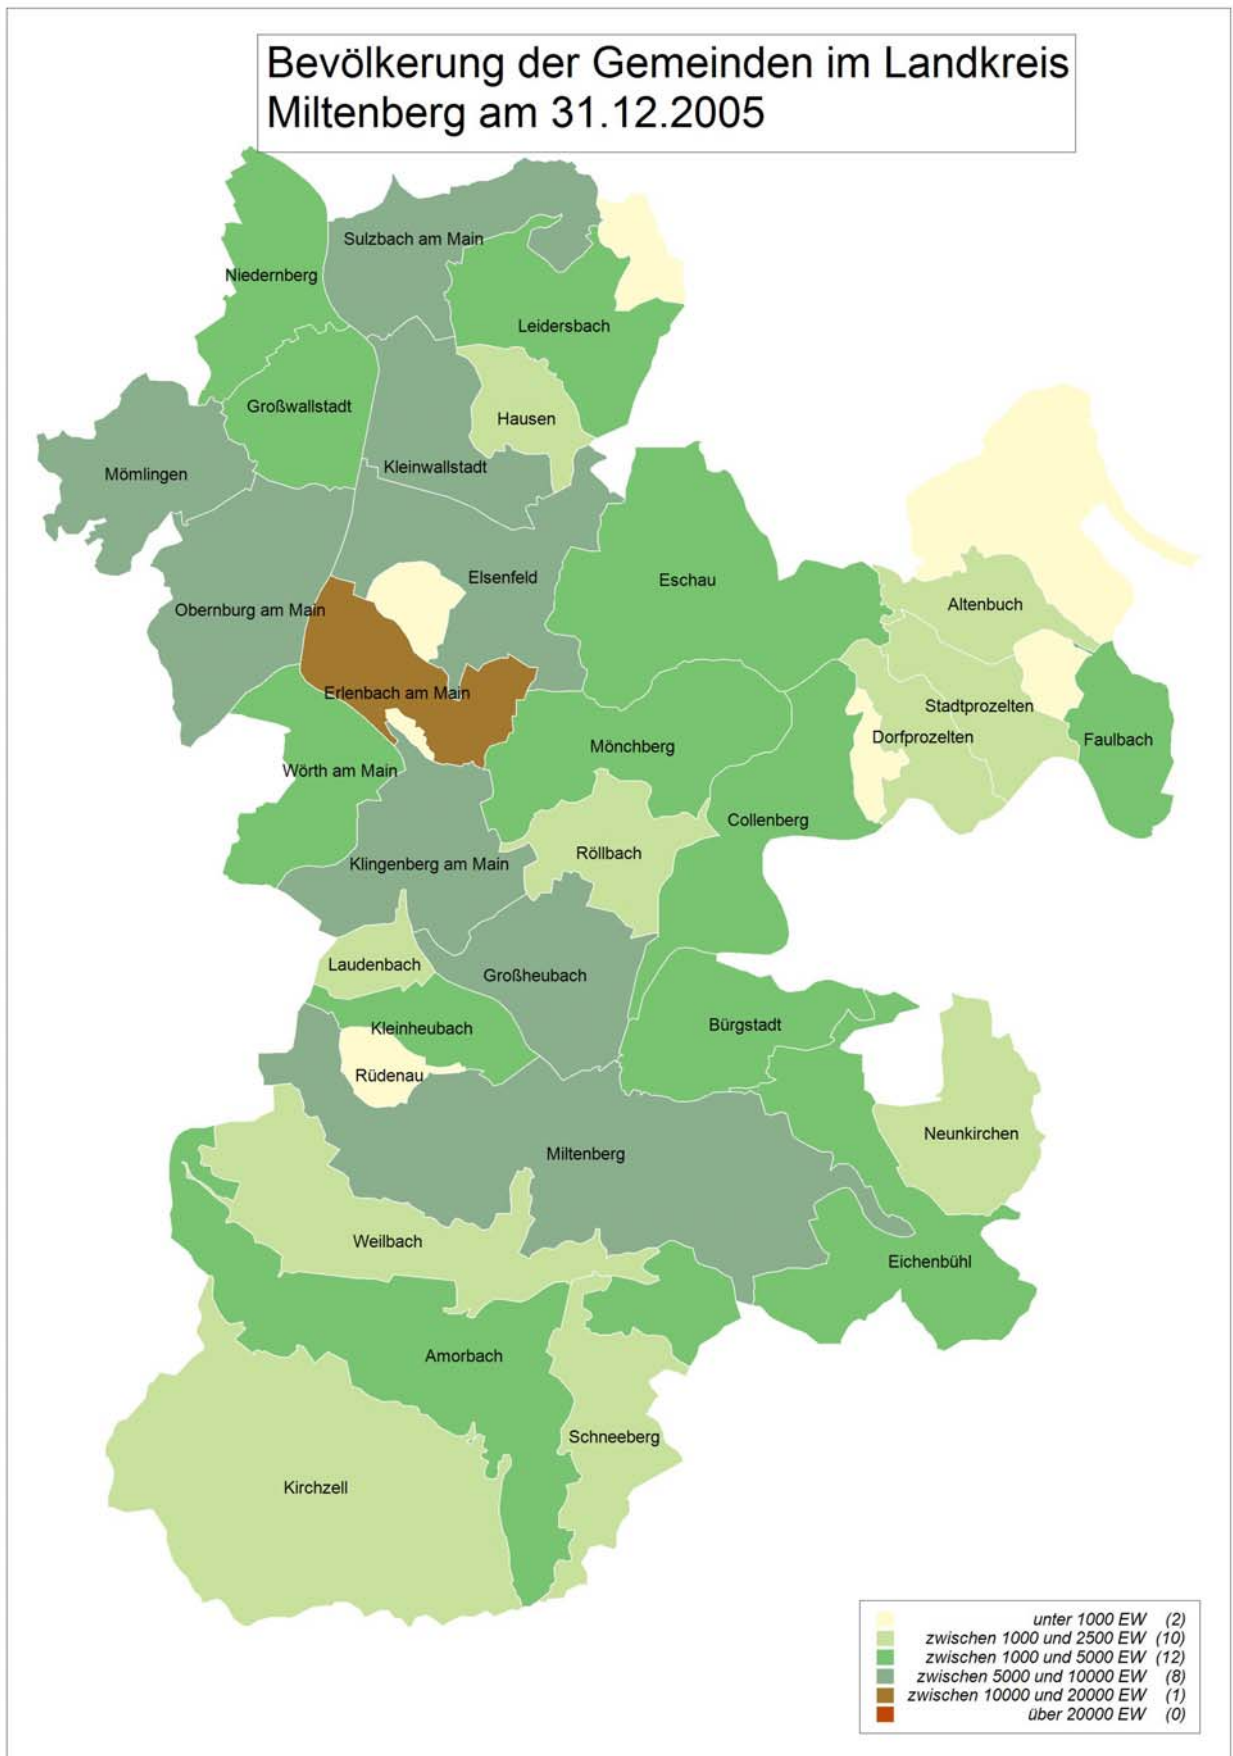 Bevölkerung der Gemeinden im Landkreis
Miltenberg am 31.12.2005
Sulzbach am Main
Niedernberg
Leidersbach
Großwallstadt
Hausen
Kleinwallstadt
Mömlingen
Elsenfeld
Eschau
Altenbuch
Obernburg am Main
Erlenbach am Main
Stadtprozelten
Dorfprozelten
Faulbach
Mönchberg
Wörth am Main
Collenberg
Röllbach
Klingenberg am Main
Laudenbach
Großheubach
Bürgstadt
Kleinheubach
Rüdenau
Neunkirchen
Miltenberg
Weilbach
Eichenbühl
Amorbach
Schneeberg
Kirchzell
unter 1000 EW (2)
zwischen 1000 und 2500 EW (10)
zwischen 1000 und 5000 EW (12)
zwischen 5000 und 10000 EW (8)
zwischen 10000 und 20000 EW (1)
über 20000 EW (0)